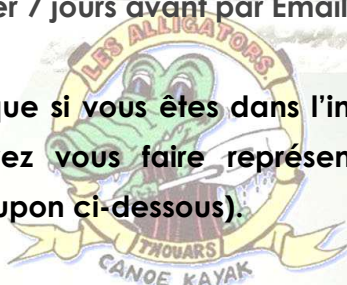 er 7 jours avant par Email
LES ALLIGATORS
que si vous êtes dans l'in
ez vous faire représen
upon ci-dessous).
THOUARS
CANOE KAYAK